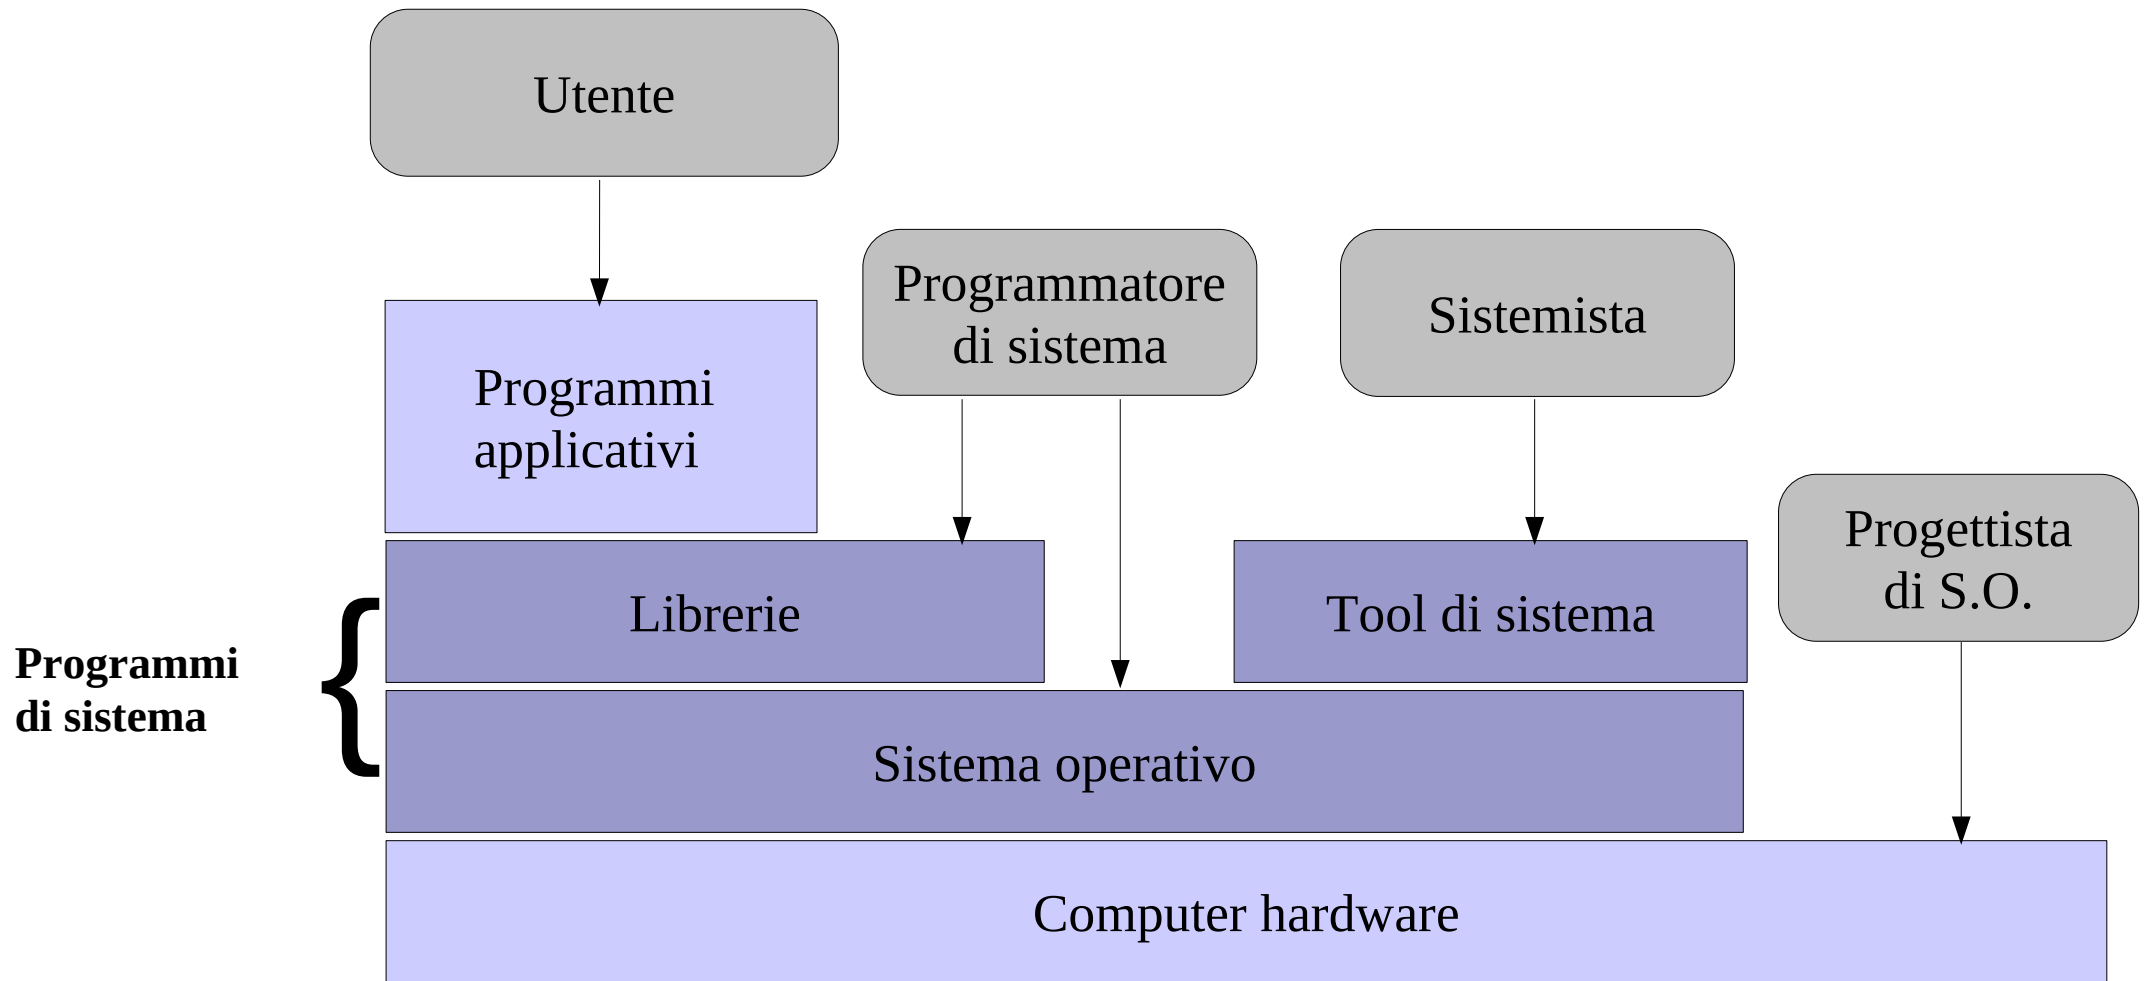 Utente
Programmatore
di sistema
Sistemista
Programmi
applicativi
Progettista
di S.O.
Librerie
Tool di sistema
Programmi
di sistema
{
Sistema operativo
Computer hardware